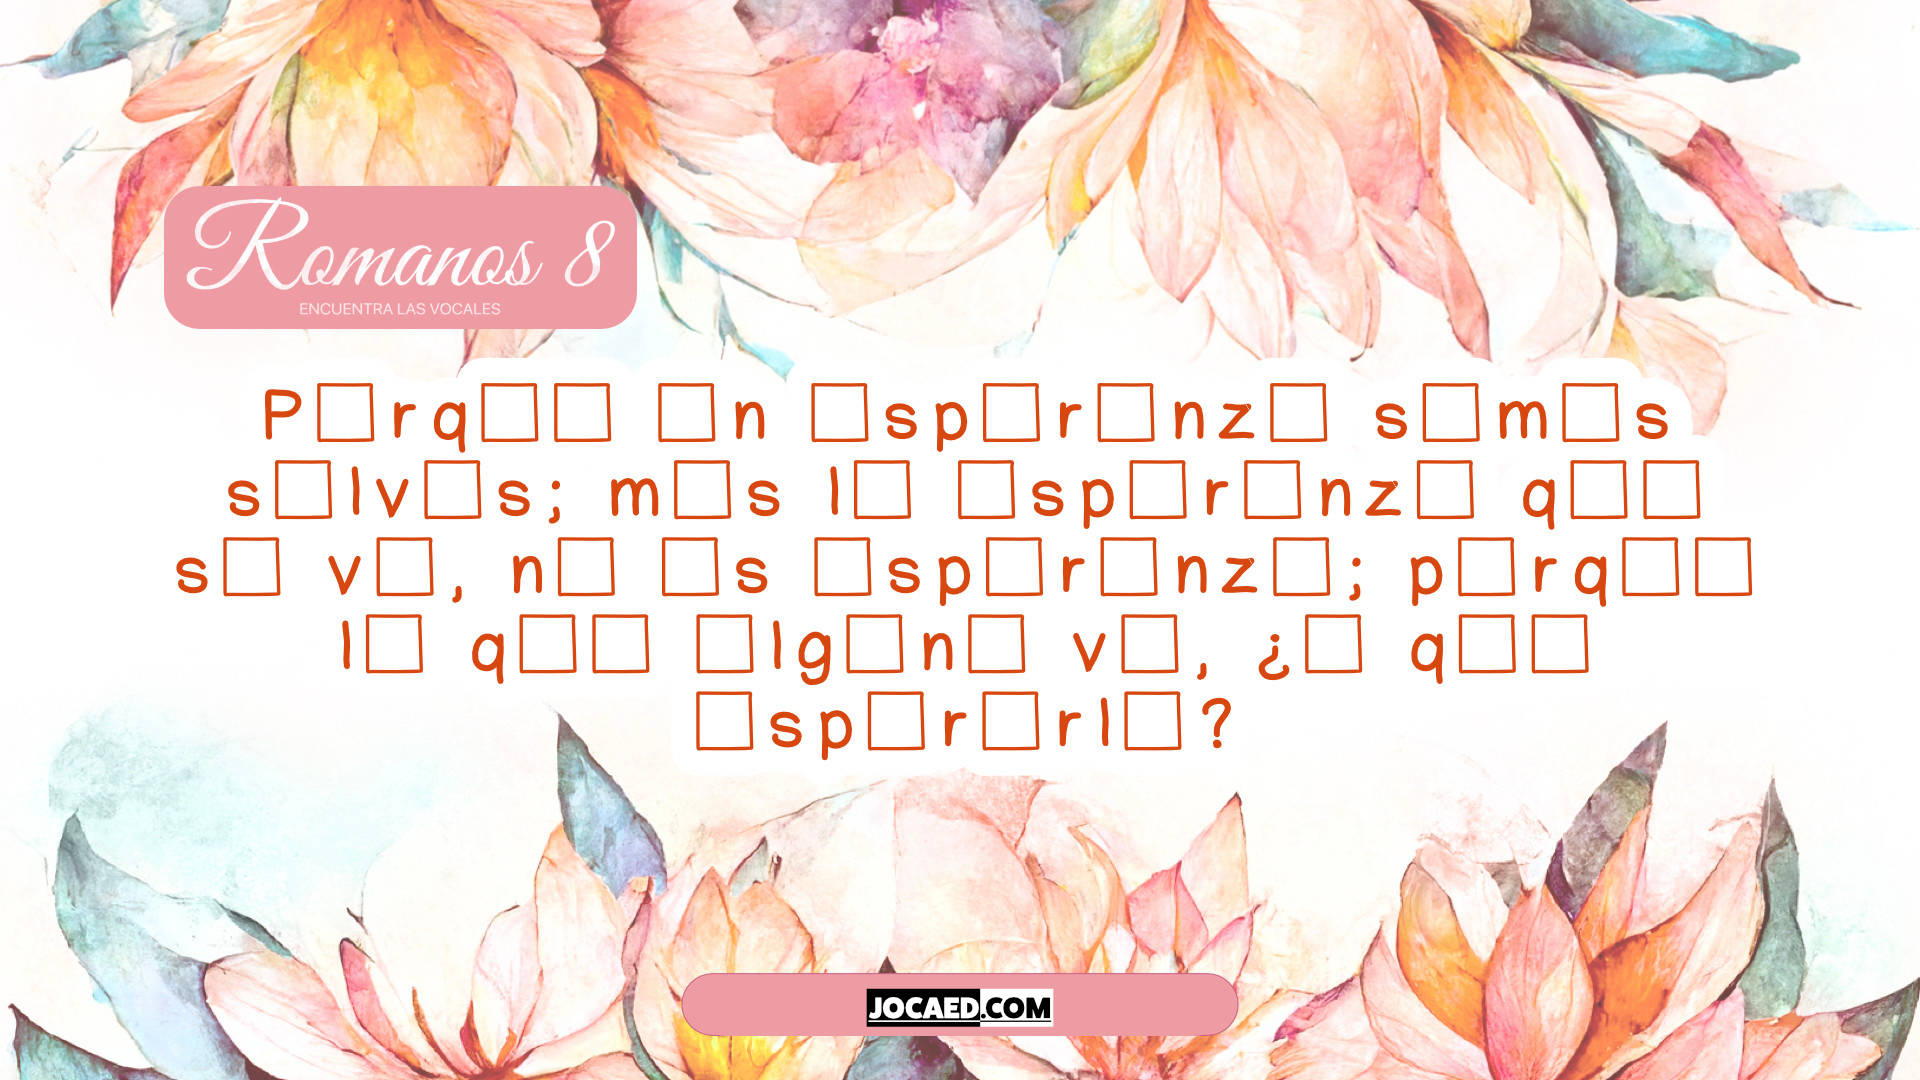 Romanos 8
ENCUENTRA LAS VOCALES
P□rq□□ □n □sp□r□nz□ s□m□s
s□lv□s; m□s l□ □sp□r□nz□ q□□
s□ v□, n□ □s □sp□r□nz□; p□rq□□
l□ q□□ □lg□n□ v□, ¿□ q□□
□sp□r□rl□?
JOCAED.COM